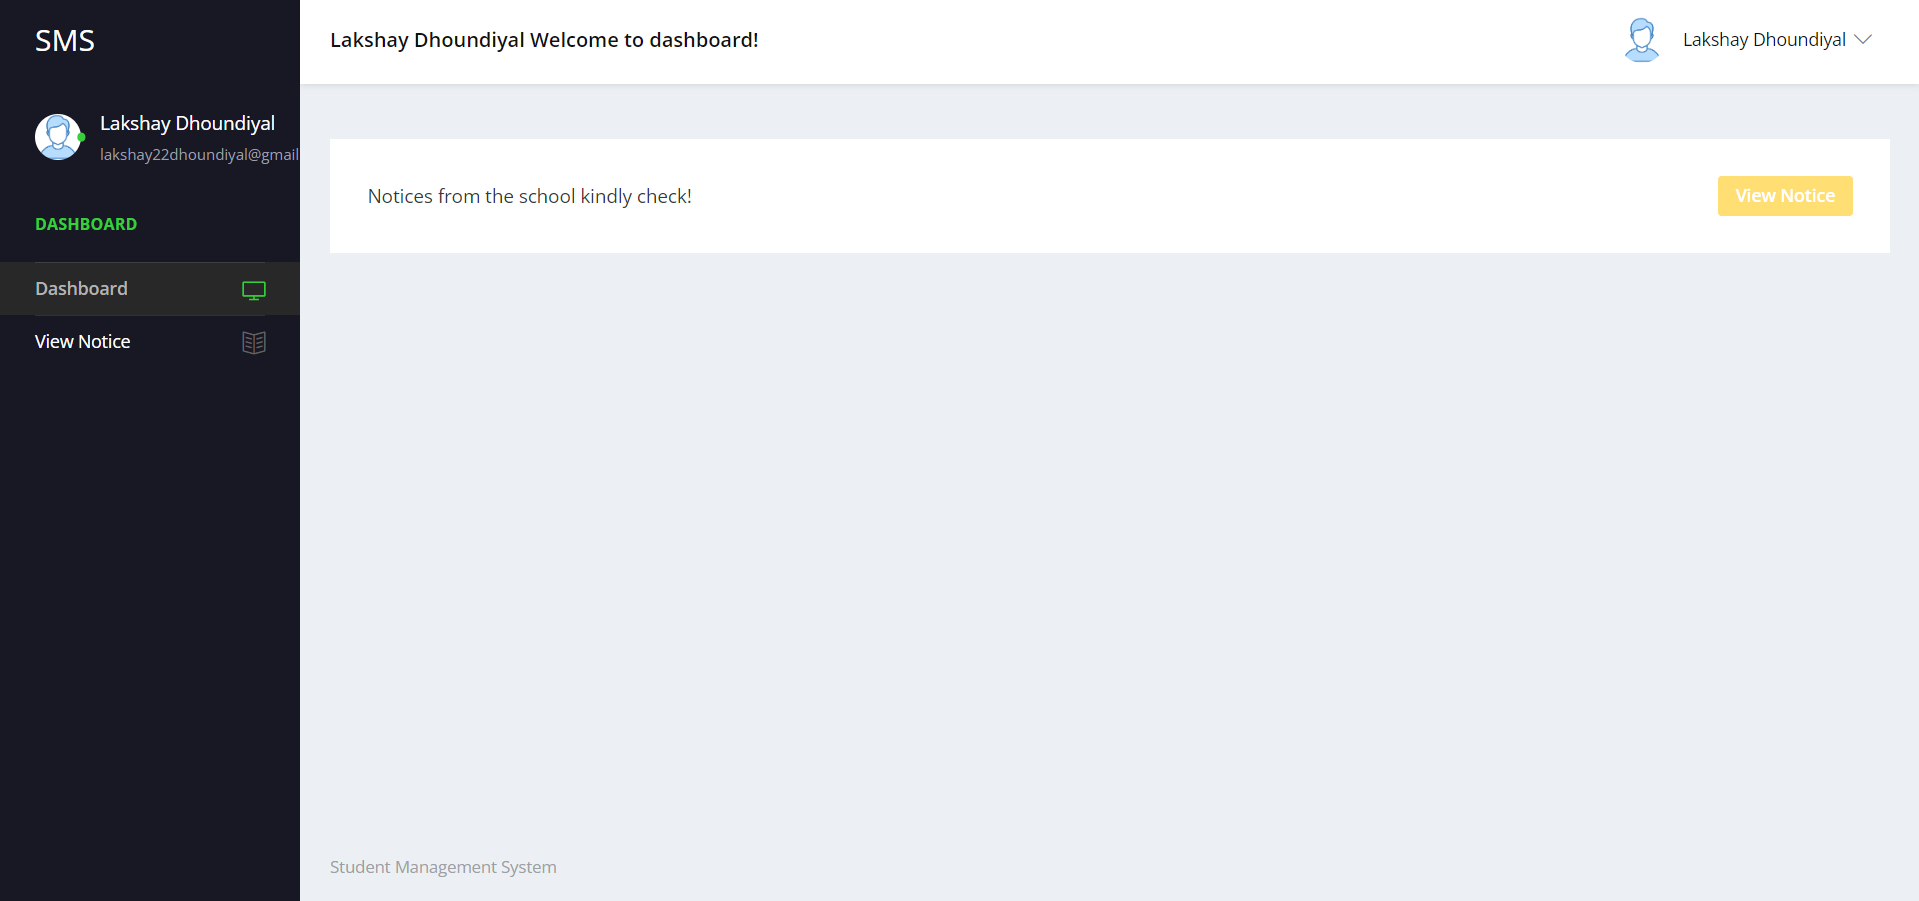 SMS
Lakshay Dhoundiyal
lakshay22dhoundiyal@gmail
DASHBOARD
Dashboard
View Notice
Lakshay Dhoundiyal Welcome to dashboard!
Lakshay Dhoundiyal
Notices from the school kindly check!
View Notice
Student Management System